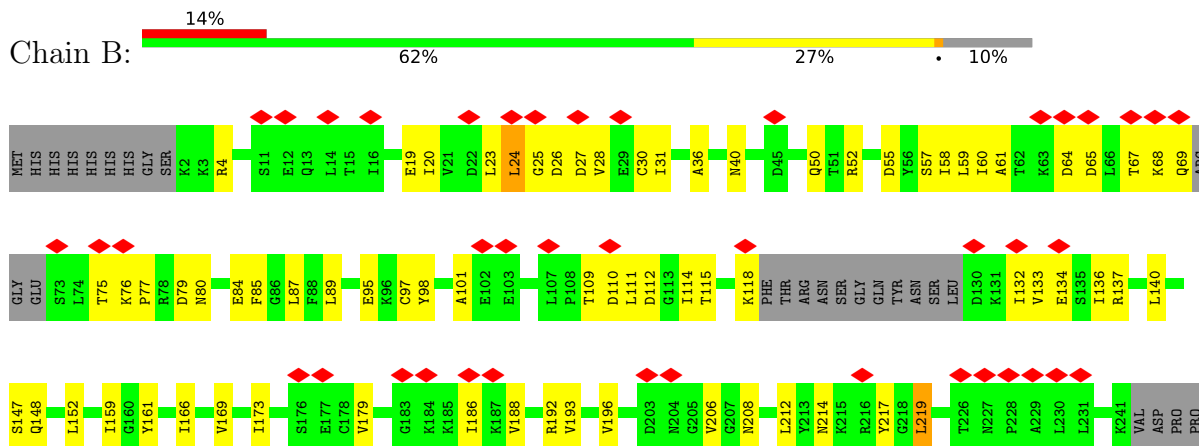 14%
Chain B:
62% 27% • 10%
MET HIS HIS HIS HIS HIS HIS GLY SER K2 K3 R4 S11 E12 Q13 L14 T15 I16 E19 I20 V21 D22 L23 L24 G25 D26 D27 V28 E29 C30 I31 A36 N40 D45 Q50 T51 R52 D55 Y56 S57 I58 L59 I60 A61 T62 K63 D64 D65 L66 T67 K68 Q69 ARG
GLY GLU S73 L74 T75 K76 P77 R78 D79 N80 E84 F85 G86 L87 F88 L89 E95 K96 C97 Y98 A101 E102 E103 L107 P108 T109 D110 L111 D112 G113 I114 T115 K118 PHE THR ARG ASN SER GLY GLN TYR ASN SER LEU D130 K131 I132 V133 E134 S135 I136 R137 L140
S147 Q148 L152 I159 G160 Y161 I166 V169 I173 S176 E177 C178 V179 G183 K184 K185 I186 K187 V188 R192 V193 V196 D203 N204 G205 V206 G207 N208 L212 Y213 N214 K215 R216 Y217 G218 L219 T226 N227 P228 A229 L230 L231 K241 VAL ASP PRO PRO